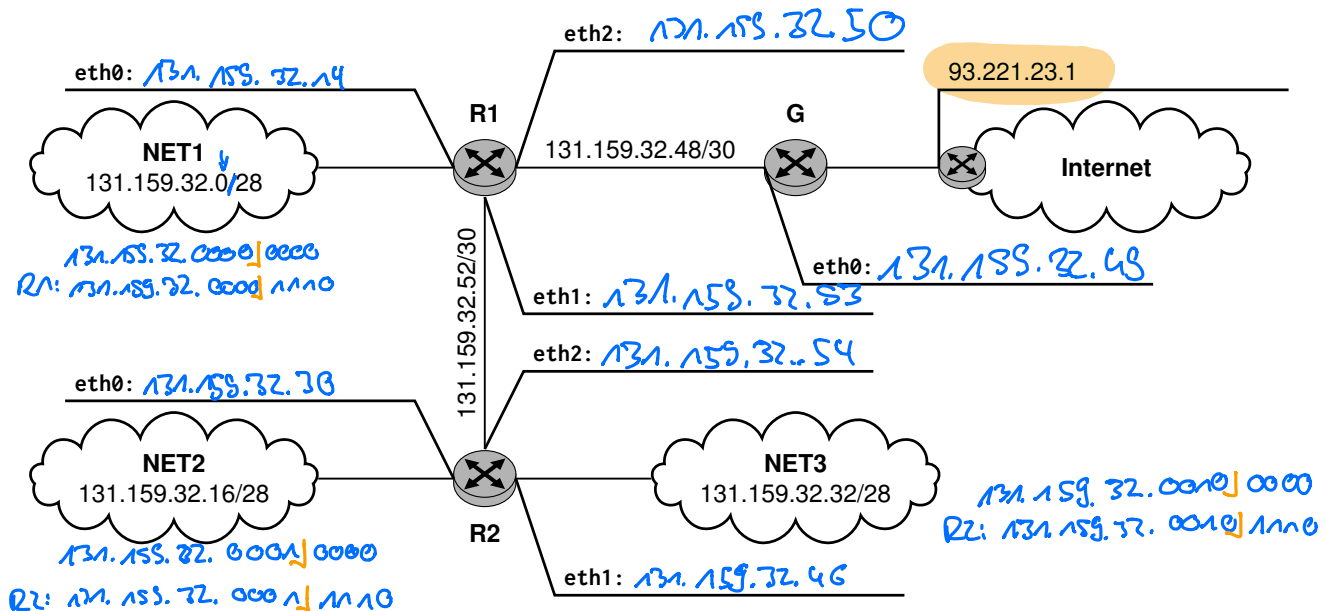 eth2: 131.159.32.50
eth0: 131.159.32.14
93.221.23.1
R1
G
NET1
131.159.32.0/28
131.159.32.48/30
Internet
131.159.32.0000|0000
R1: 131.159.32.0000|1110
131.159.32.52/30
eth0: 131.159.32.49
eth1: 131.159.32.53
eth2: 131.159.32..54
eth0: 131.159.32.30
NET2
131.159.32.16/28
NET3
131.159.32.32/28
R2
131.159.32.0010|0000
R2: 131.159.32.0010|1110
131.159.32.0001|0000
R2: 131.159.32.0001|1110
eth1: 131.159.32.46